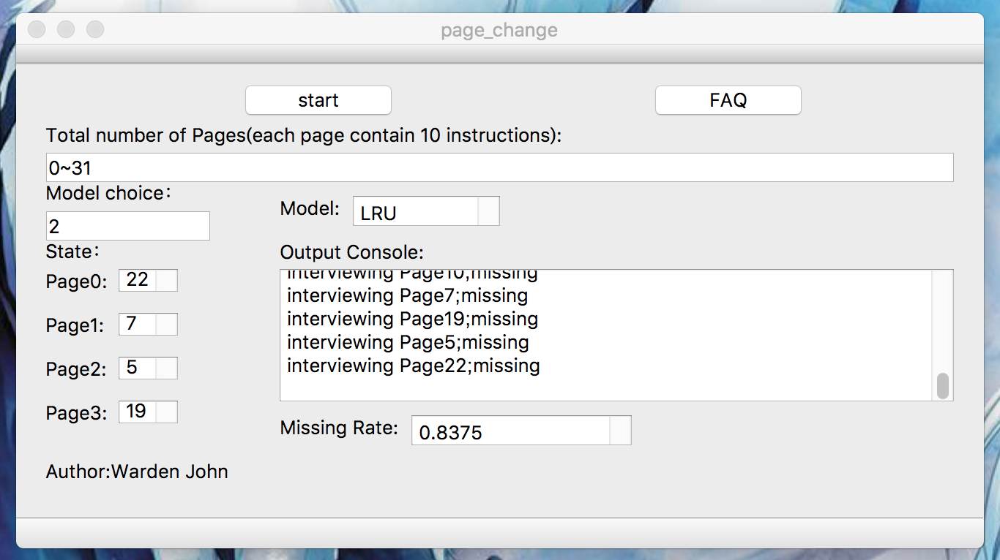 page_change
start
FAQ
Total number of Pages(each page contain 10 instructions):
0~31
Model choice:
2
Model:
LRU
State:
Page0:
22
Page1:
7
Page2:
5
Page3:
19
Output Console:
interviewing Page10;missing
interviewing Page7;missing
interviewing Page19;missing
interviewing Page5;missing
interviewing Page22;missing
Missing Rate:
0.8375
Author:Warden John